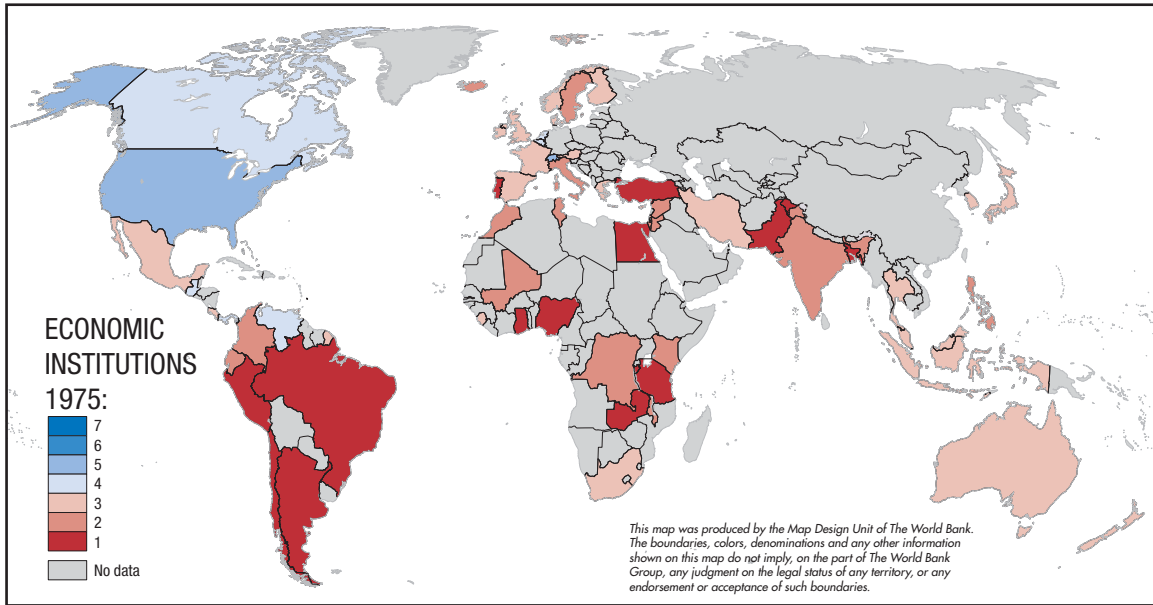 ECONOMIC
INSTITUTIONS
1975:
7
6
5
4
3
2
1
No data
This map was produced by the Map Design Unit of The World Bank.
The boundaries, colors, denominations and any other information
shown on this map do not imply, on the part of The World Bank
Group, any judgment on the legal status of any territory, or any
endorsement or acceptance of such boundaries.